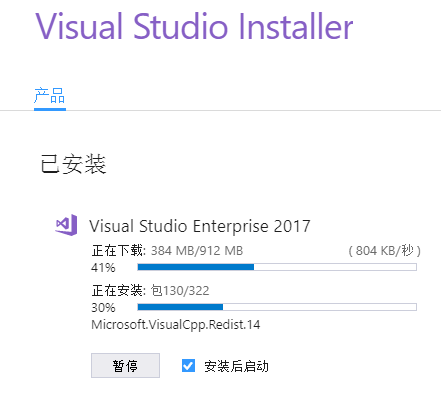 Visual Studio Installer
产品
已安装
Visual Studio Enterprise 2017
正在下载: 384 MB/912 MB ( 804 KB/秒 )
41%
正在安装: 包130/322
30%
Microsoft.VisualCpp.Redist.14
暂停 安装后启动